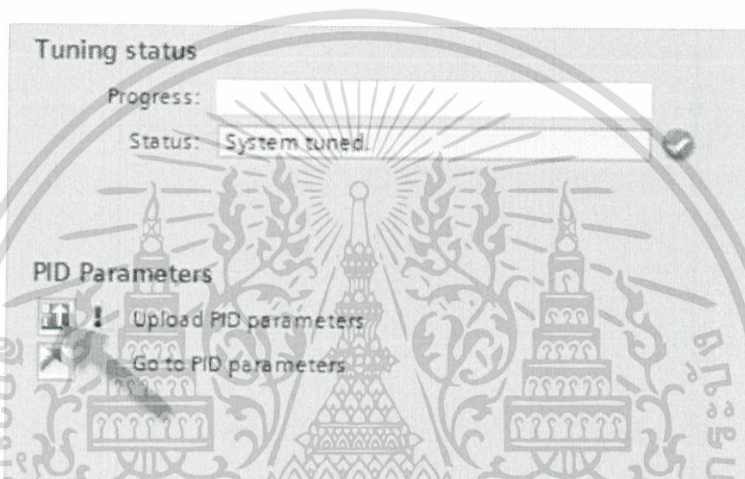 Tuning status
Progress:
Status: System tuned.
PID Parameters
! Upload PID parameters
Go to PID parameters